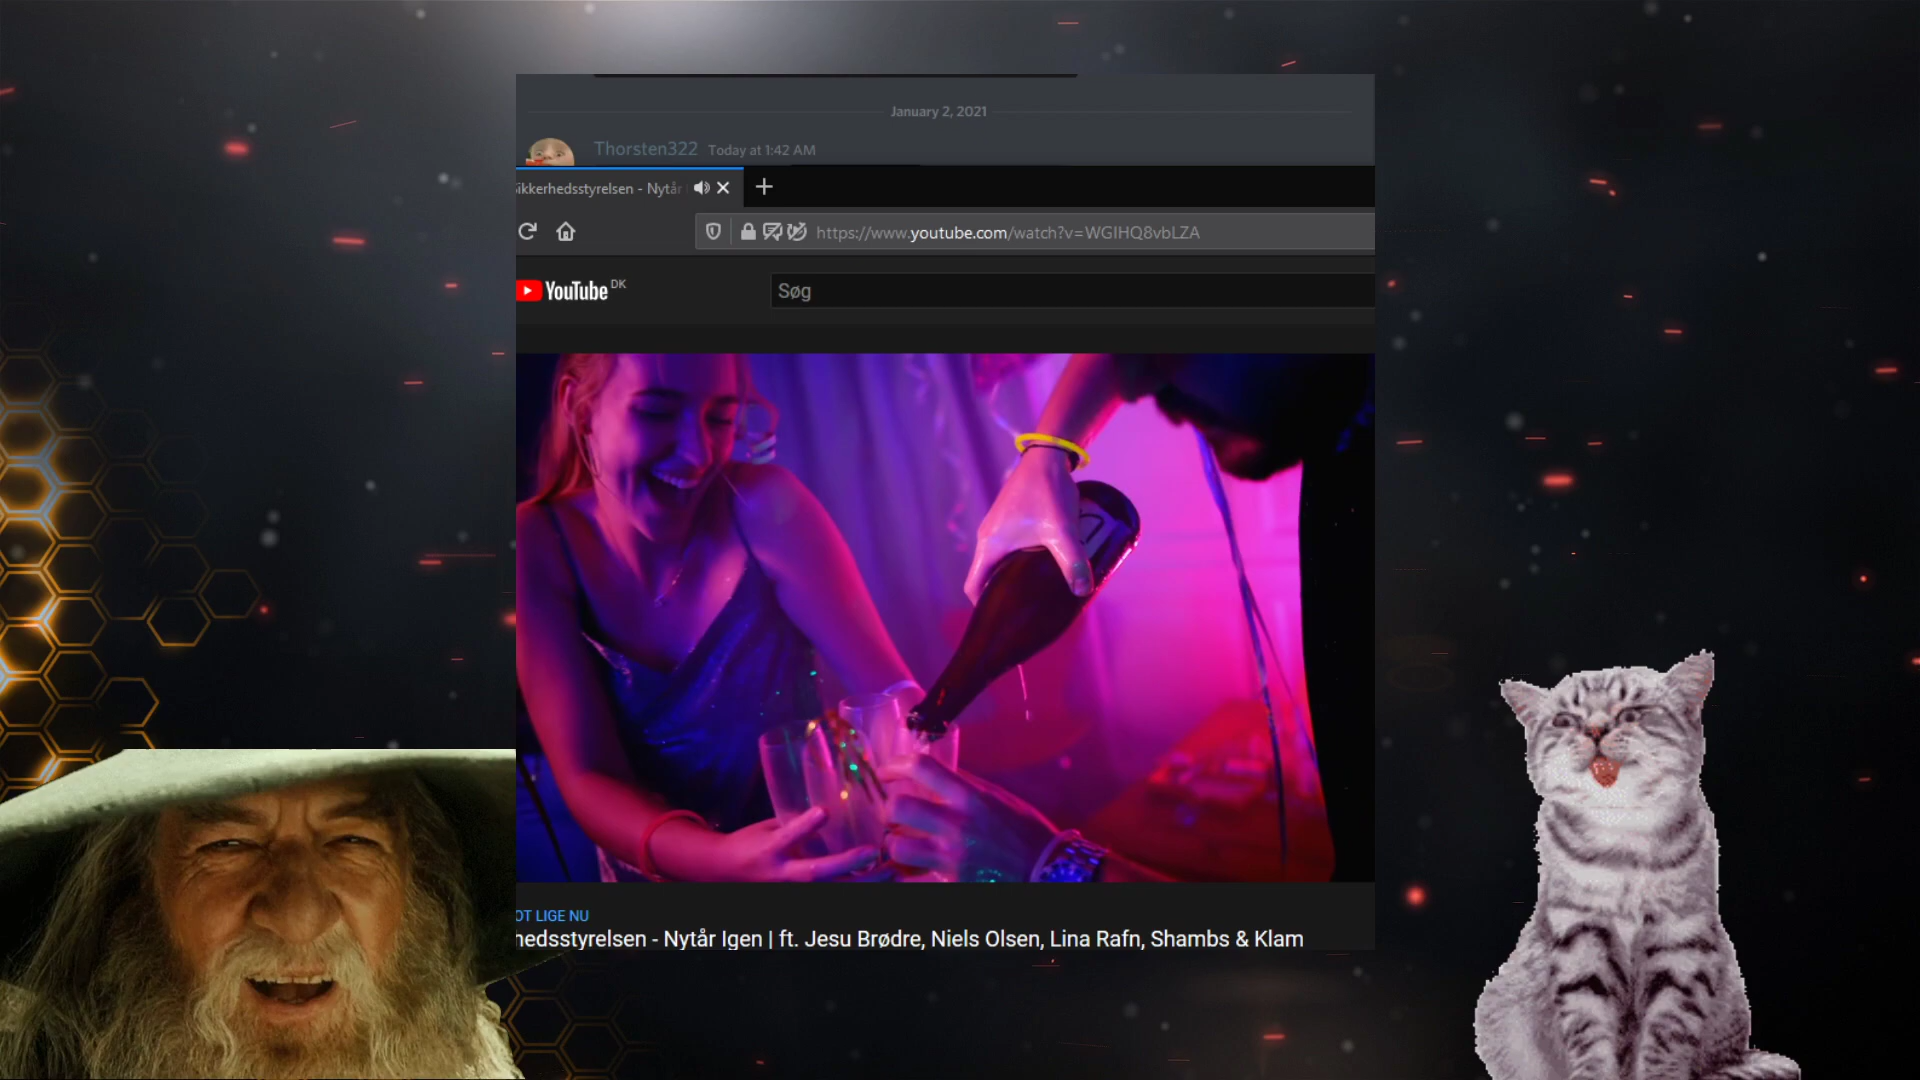 January 2, 2021
Thorsten322 Today at 1:42 AM
ikkerhedsstyrelsen - Nytår
https://www.youtube.com/watch?v=WGIHQ8vbLZA
YouTube DK
Søg
OT LIGE NU
hedsstyrelsen - Nytår Igen | ft. Jesu Brødre, Niels Olsen, Lina Rafn, Shambs & Klam